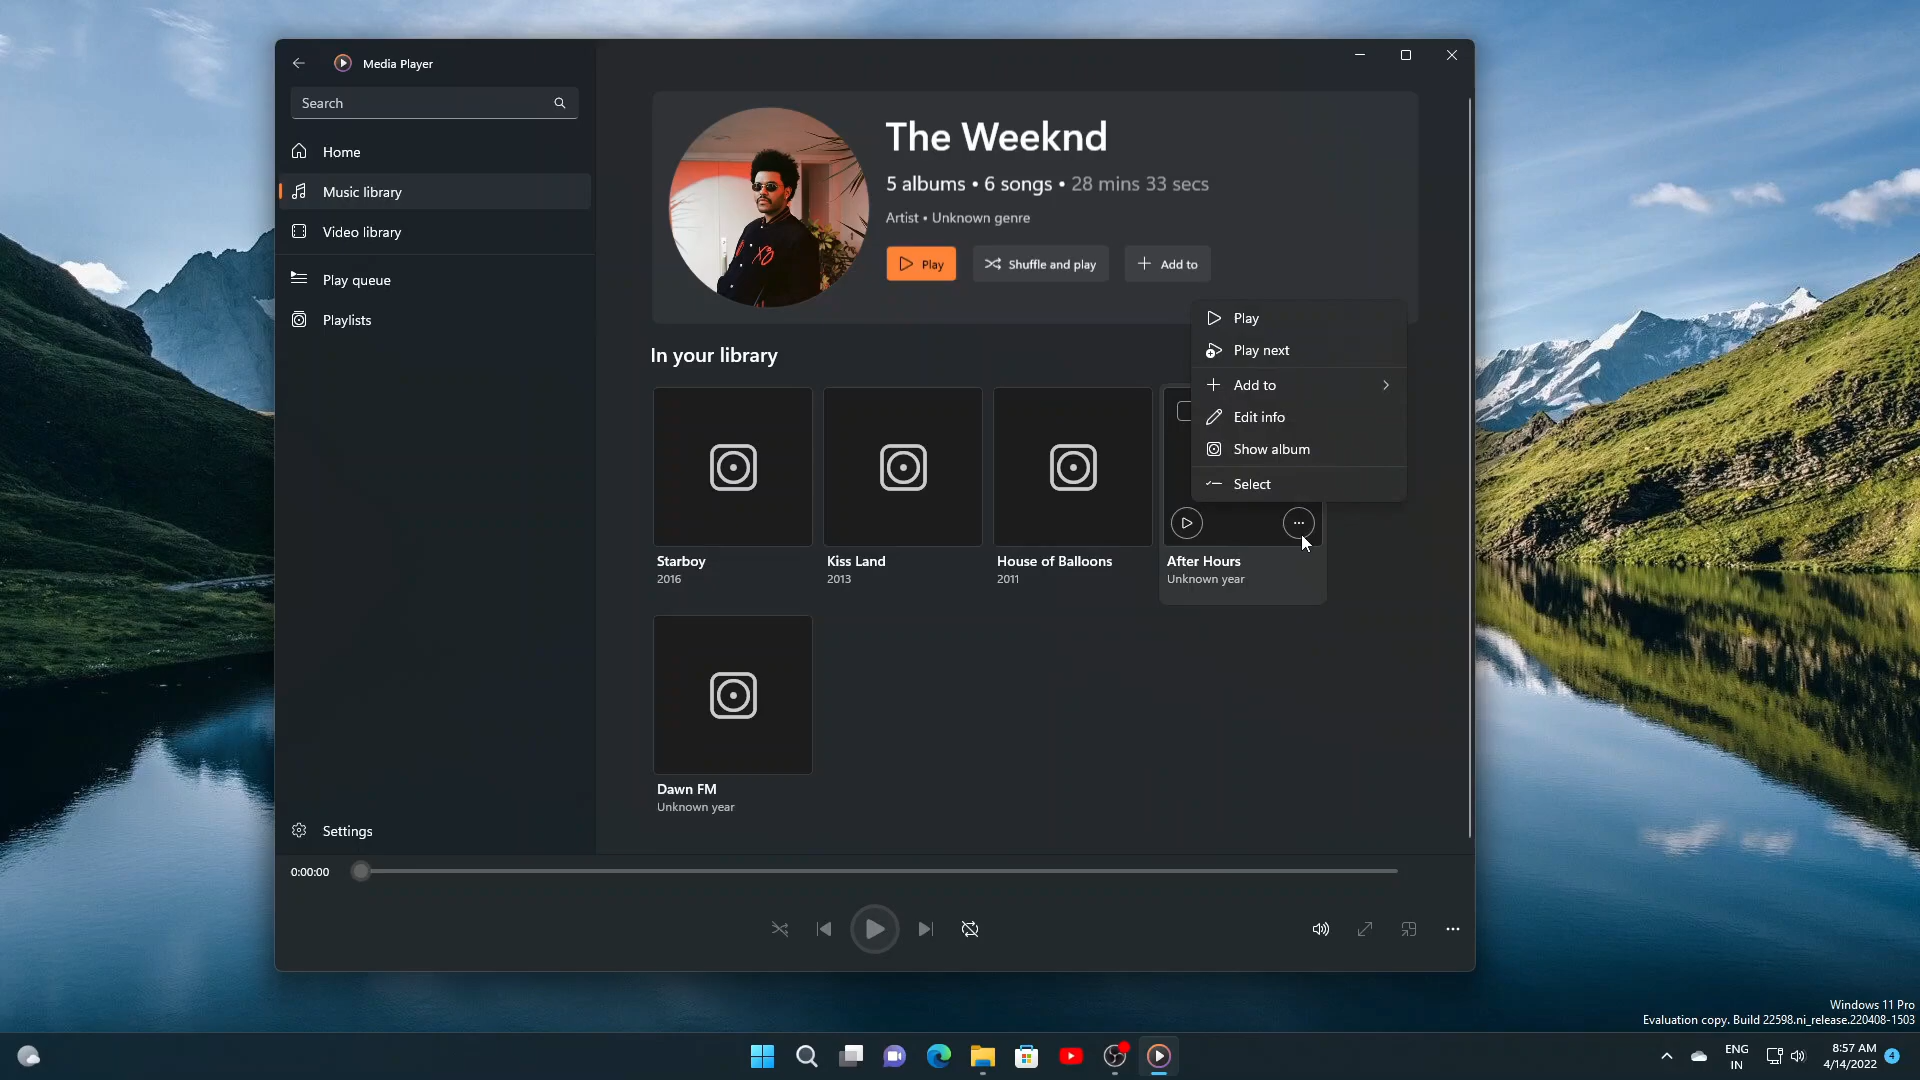 Media Player
Search
Home
Music library
Video library
Play queue
Playlists
Settings
The Weeknd
5 albums • 6 songs • 28 mins 33 secs
Artist • Unknown genre
Play
Shuffle and play
Add to
In your library
Play
Play next
Add to
Edit info
Show album
Select
Starboy
2016
Kiss Land
2013
House of Balloons
2011
After Hours
Unknown year
Dawn FM
Unknown year
0:00:00
Windows 11 Pro
Evaluation copy. Build 22598.ni_release.220408-1503
ENG
IN
8:57 AM
4/14/2022
4